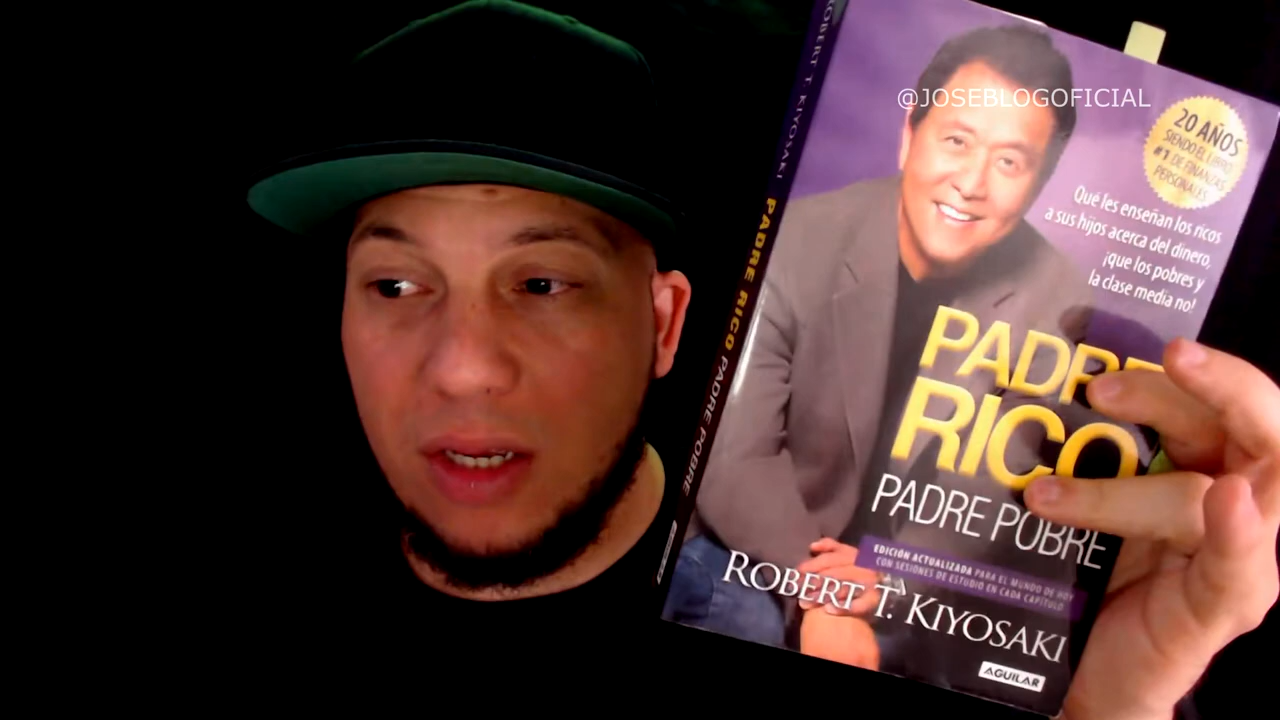 @JOSEBLOGOFICIAL
ROBERT T. KIYOSAKI PADRE RICO PADRE POBRE
20 AÑOS
SIENDO EL LIBRO
#1 DE FINANZAS
PERSONALES
Qué les enseñan los ricos
a sus hijos acerca del dinero,
¡que los pobres y
la clase media no!
PADRE
RICO
PADRE POBRE
EDICIÓN ACTUALIZADA PARA EL MUNDO DE HOY
CON SESIONES DE ESTUDIO EN CADA CAPÍTULO
ROBERT T. KIYOSAKI
AGUILAR